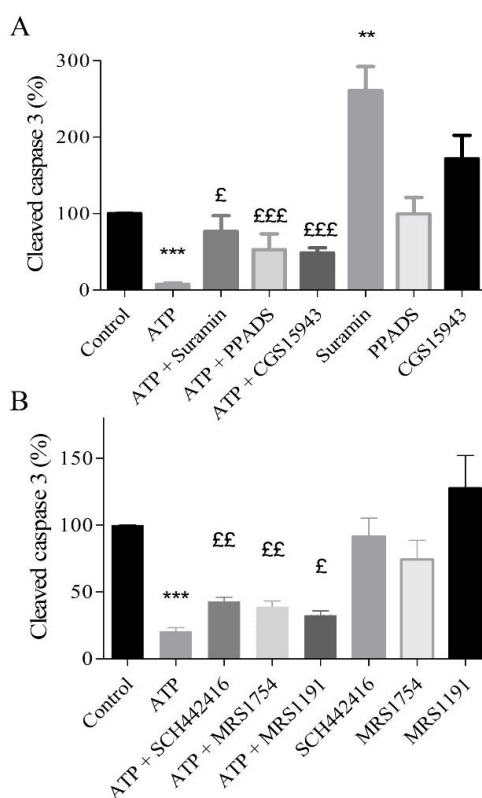 A
Cleaved caspase 3 (%)
300
200
100
0
***
£
£££
£££
**
Control
ATP
ATP + Suramin
ATP + PPADS
ATP + CGS15943
Suramin
PPADS
CGS15943
B
Cleaved caspase 3 (%)
150
100
50
0
***
££
££
£
Control
ATP
ATP + SCH442416
ATP + MRS1754
ATP + MRS1191
SCH442416
MRS1754
MRS1191